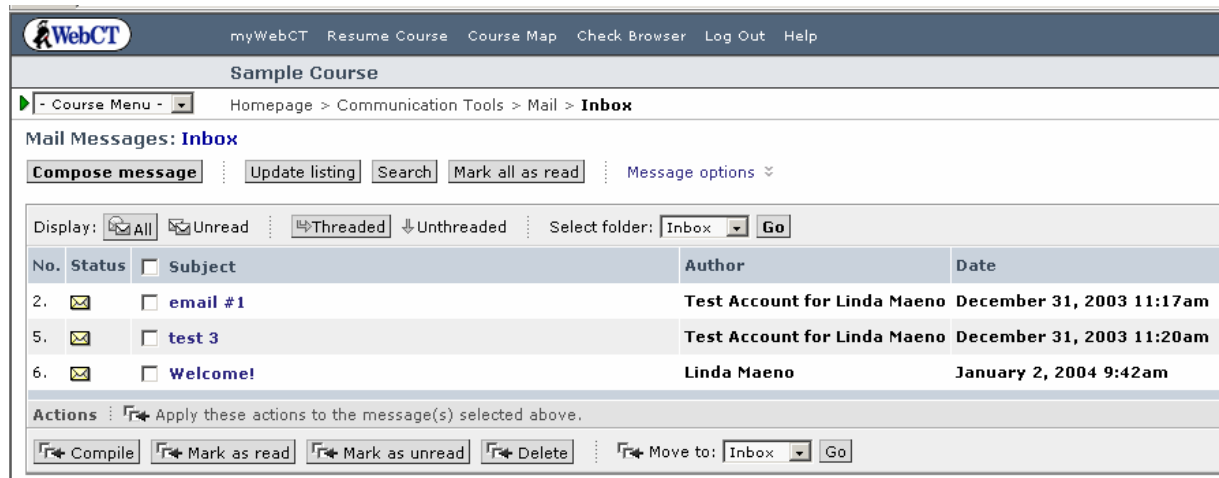 WebCT myWebCT Resume Course Course Map Check Browser Log Out Help
Sample Course
- Course Menu - Homepage > Communication Tools > Mail > Inbox
Mail Messages: Inbox
Compose message Update listing Search Mark all as read Message options
Display: All Unread Threaded Unthreaded Select folder: Inbox Go
No. Status Subject Author Date
2. email #1 Test Account for Linda Maeno December 31, 2003 11:17am
5. test 3 Test Account for Linda Maeno December 31, 2003 11:20am
6. Welcome! Linda Maeno January 2, 2004 9:42am
Actions Apply these actions to the message(s) selected above.
Compile Mark as read Mark as unread Delete Move to: Inbox Go